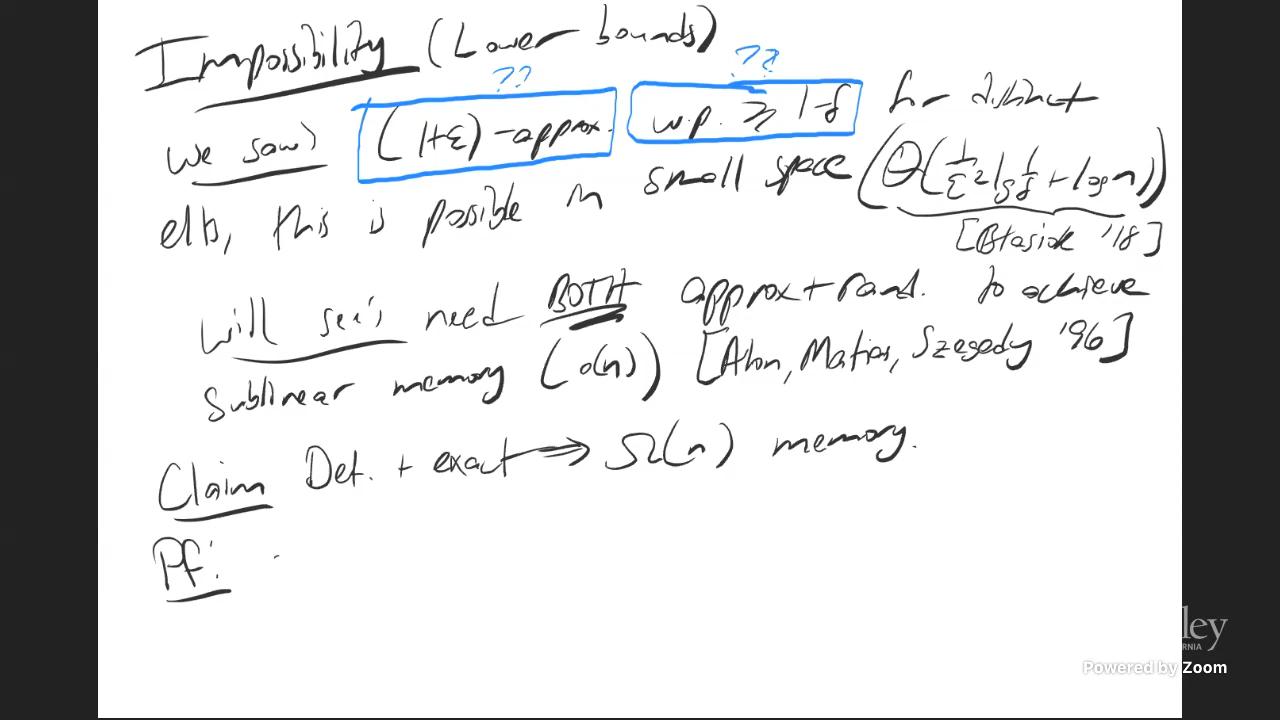 Impossibility (Lower bounds)
?? ??
We saw: (1+ε)-approx. w.p. ≥ 1-δ for distinct
elts, this is possible in small space (Θ(1/ε² log 1/δ + log n))
[Błasiok '18]
Will see: need BOTH approx + rand. to achieve
sublinear memory (o(n)) [Alon, Matias, Szegedy '96]
Claim Det. + exact ⟹ Ω(n) memory.
Pf:
ley
RNIA
Powered by Zoom